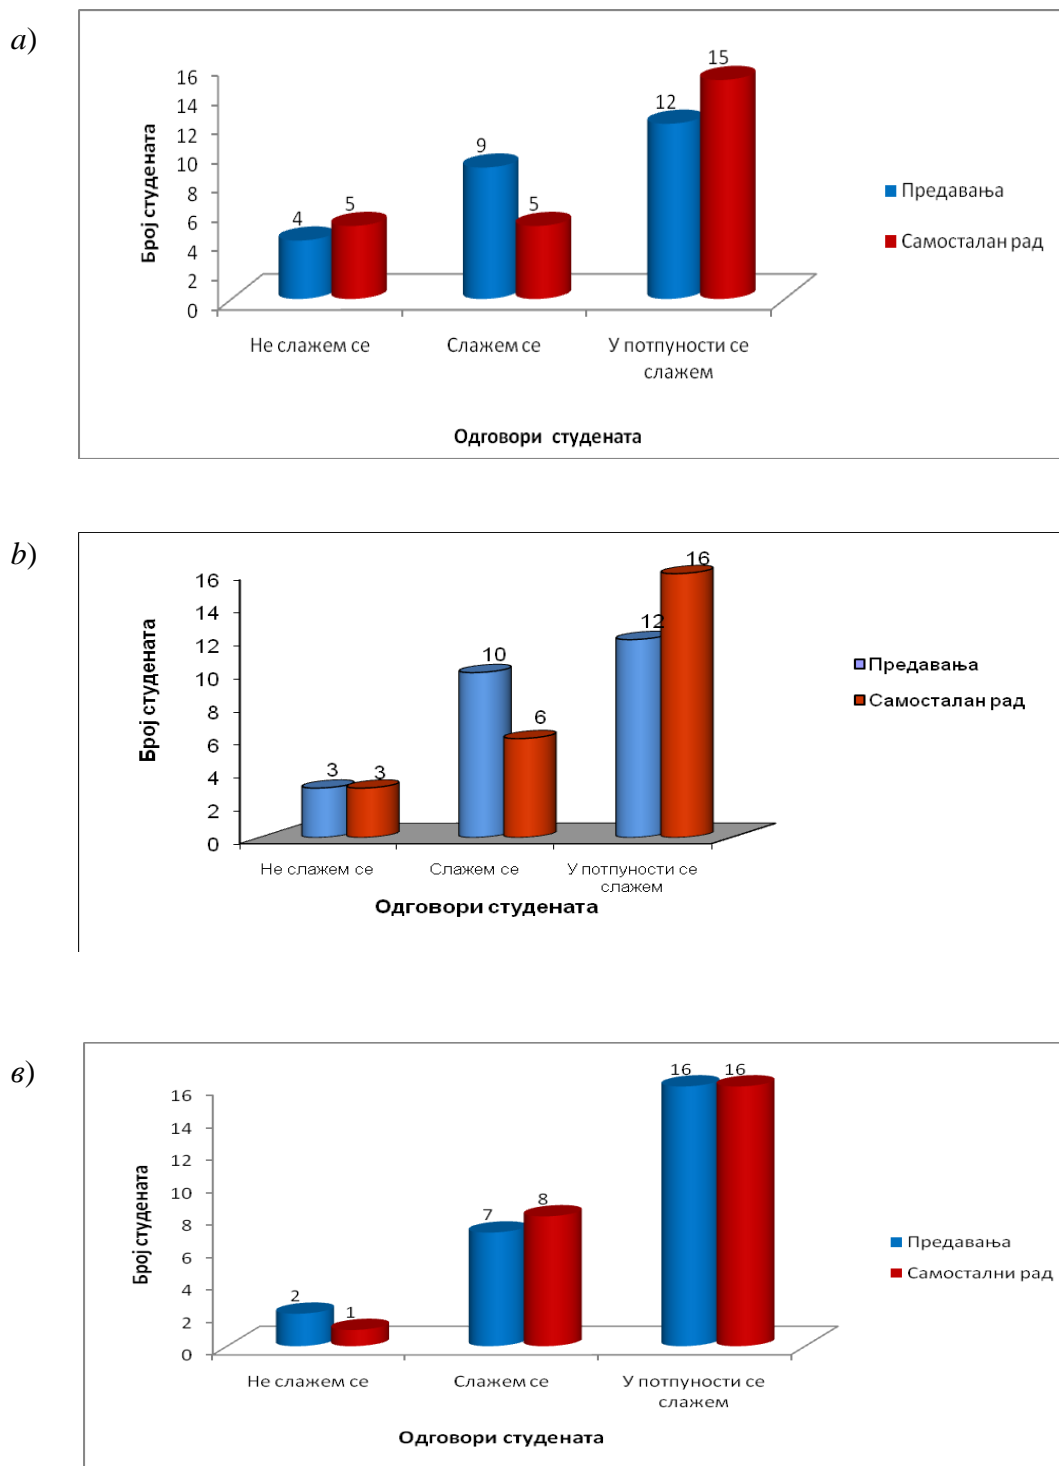 а)
Број студената
16
14
12
10
8
6
4
2
0
4
5
9
5
12
15
Не слажем се
Слажем се
У потпуности се
слажем
Одговори студената
Предавања
Самосталан рад
b)
Број студената
16
14
12
10
8
6
4
2
0
3
3
10
6
12
16
Не слажем се
Слажем се
У потпуности се
слажем
Одговори студената
Предавања
Самосталан рад
в)
Број студената
16
14
12
10
8
6
4
2
0
2
1
7
8
16
16
Не слажем се
Слажем се
У потпуности се
слажем
Одговори студената
Предавања
Самостални рад